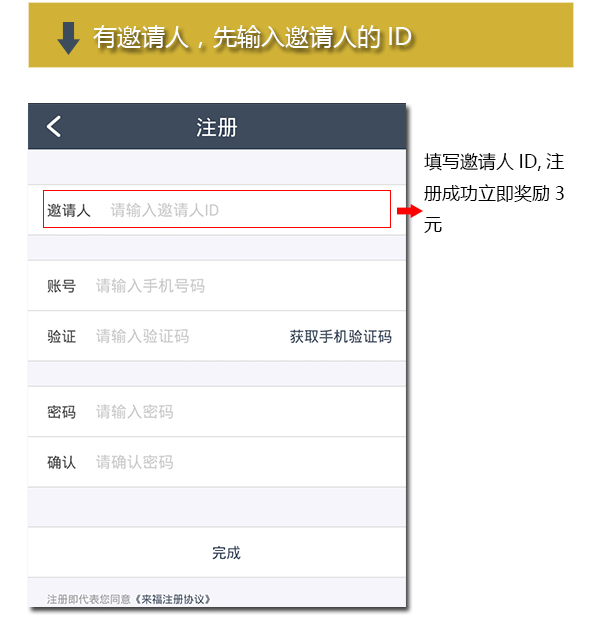 有邀请人，先输入邀请人的 ID
注册
邀请人 请输入邀请人ID
填写邀请人 ID, 注
册成功立即奖励 3
元
账号 请输入手机号码
验证 请输入验证码 获取手机验证码
密码 请输入密码
确认 请确认密码
完成
注册即代表您同意《来福注册协议》